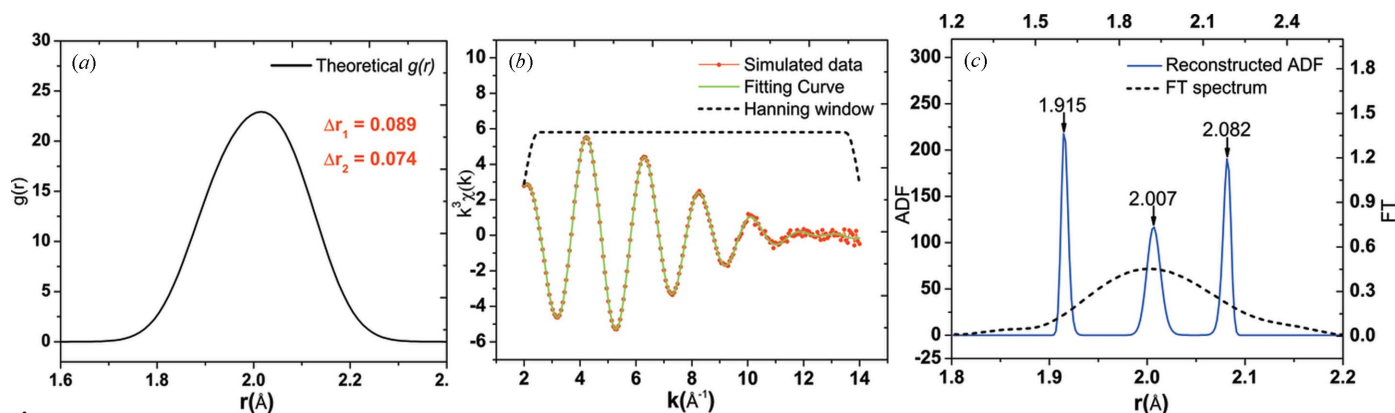 (a)
Theoretical g(r)
Δr1 = 0.089
Δr2 = 0.074
30
25
20
15
10
5
0
g(r)
1.6 1.8 2.0 2.2 2.
r(Å)
(b)
Simulated data
Fitting Curve
Hanning window
10
8
6
4
2
0
-2
-4
-6
k³χ(k)
2 4 6 8 10 12 14
k(Å⁻¹)
1.2 1.6 2.0 2.4
(c)
Reconstructed ADF
FT spectrum
1.915
2.007
2.082
300
250
200
150
100
50
0
-25
ADF
1.8
1.5
1.2
0.9
0.6
0.3
0.0
FT
1.8 1.9 2.0 2.1 2.2
r(Å)